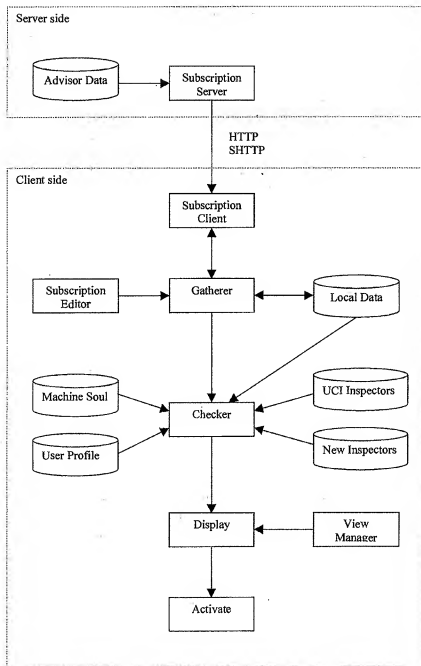 Server side
Advisor Data
Subscription
Server
HTTP
SHTTP
Client side
Subscription
Client
Subscription
Editor
Gatherer
Local Data
Machine Soul
UCI Inspectors
Checker
User Profile
New Inspectors
Display
View
Manager
Activate